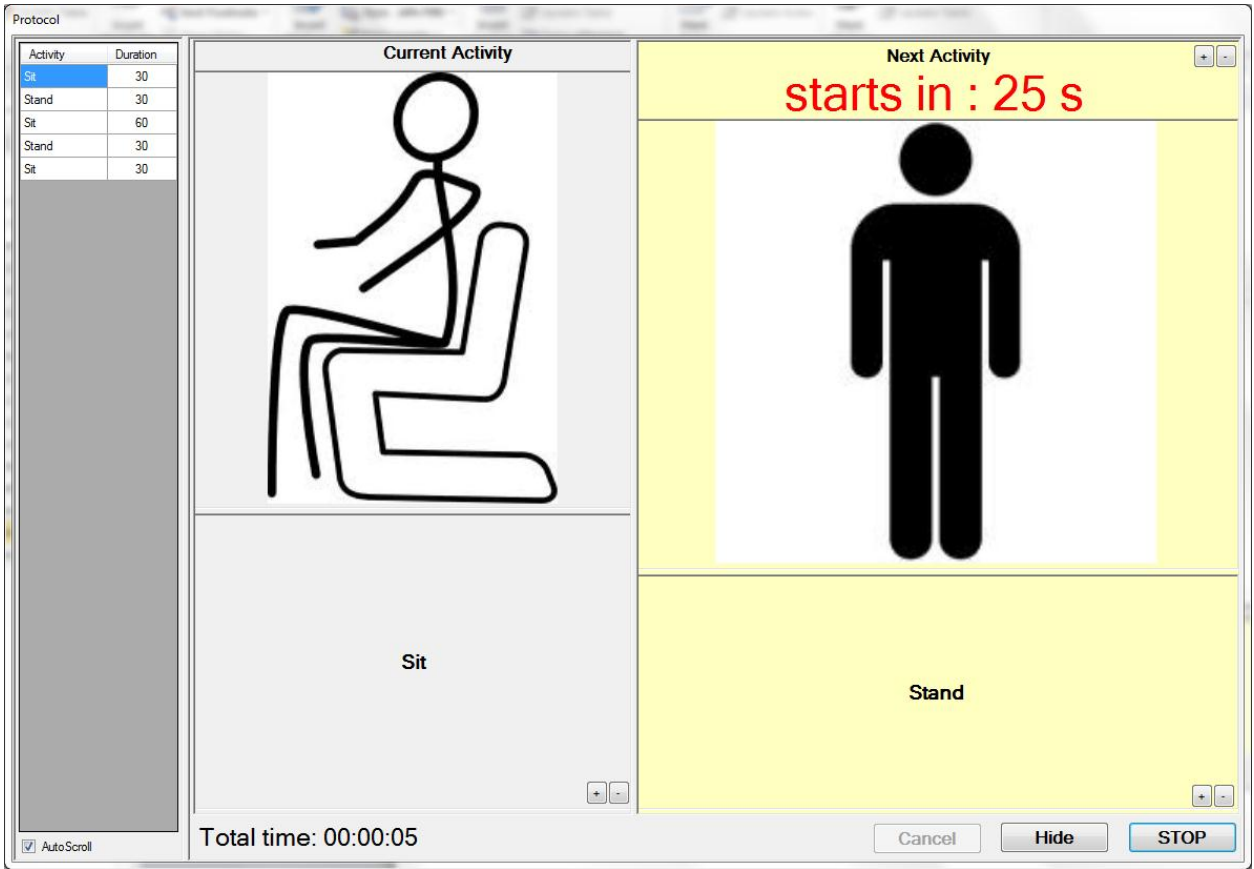 Protocol
Activity Duration
Sit 30
Stand 30
Sit 60
Stand 30
Sit 30
AutoScroll
Current Activity
Sit
+ -
Next Activity
+ -
starts in : 25 s
Stand
+ -
Total time: 00:00:05
Cancel Hide STOP